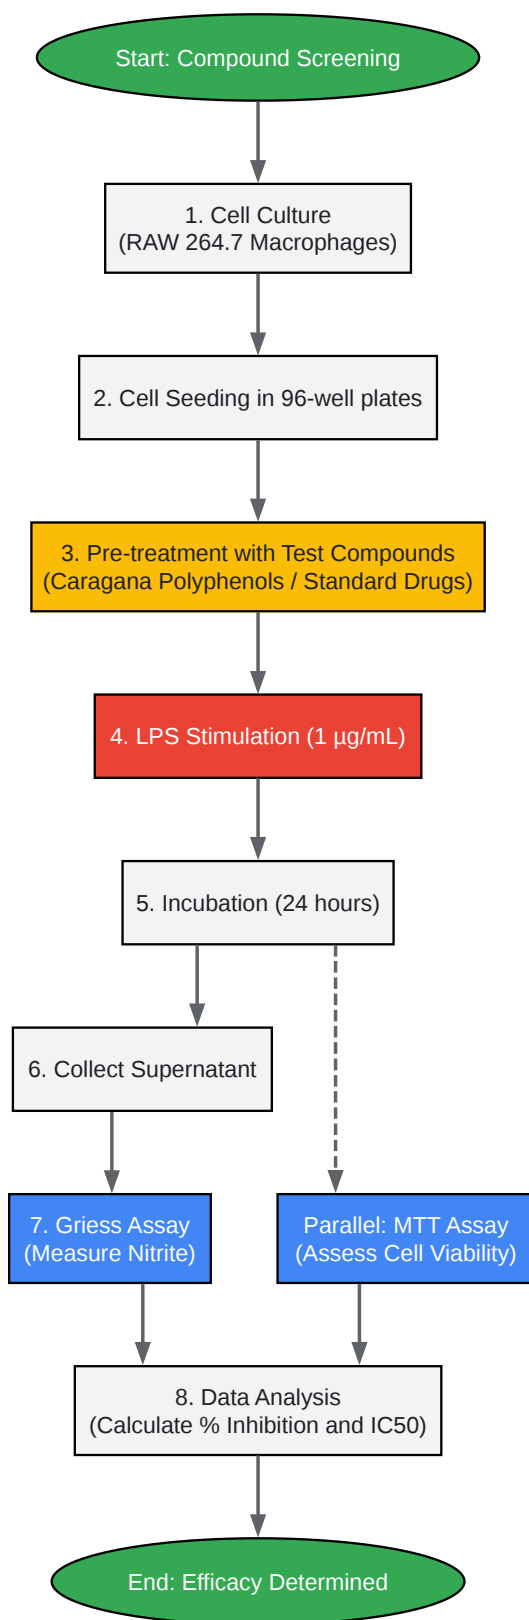 Start: Compound Screening
1. Cell Culture
(RAW 264.7 Macrophages)
2. Cell Seeding in 96-well plates
3. Pre-treatment with Test Compounds
(Caragana Polyphenols / Standard Drugs)
4. LPS Stimulation (1 µg/mL)
5. Incubation (24 hours)
6. Collect Supernatant
7. Griess Assay
(Measure Nitrite)
Parallel: MTT Assay
(Assess Cell Viability)
8. Data Analysis
(Calculate % Inhibition and IC50)
End: Efficacy Determined